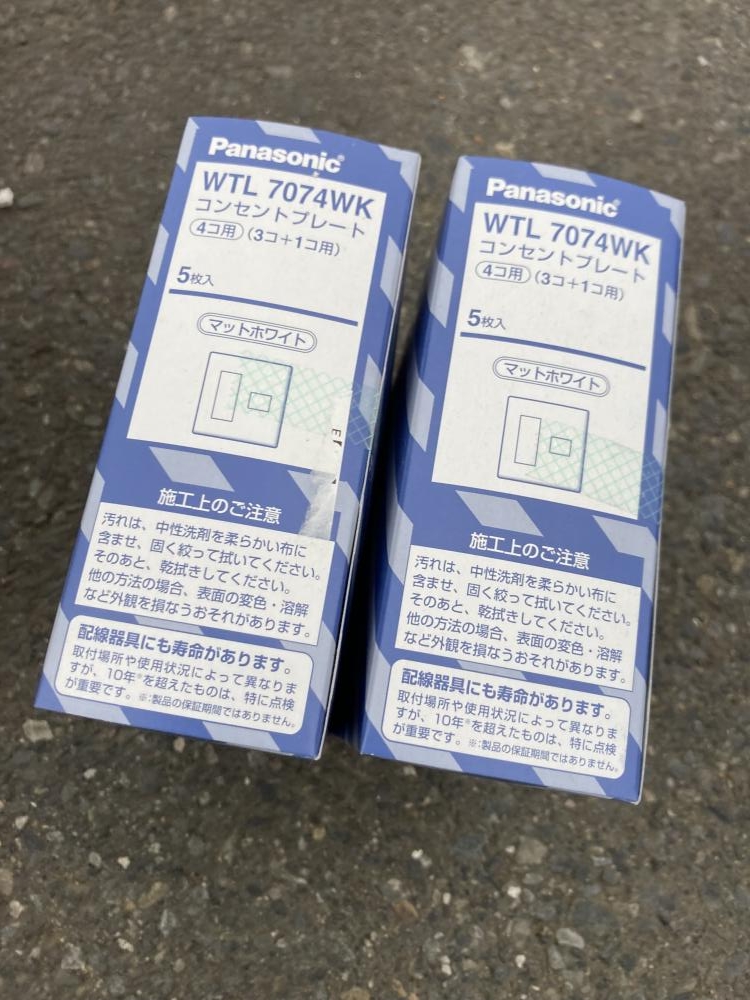 Panasonic
WTL 7074WK
コンセントプレート
4コ用 (3コ+1コ用)
5枚入
マットホワイト
施工上のご注意
汚れは、中性洗剤を柔らかい布に
含ませ、固く絞って拭いてください。
そのあと、乾拭きしてください。
他の方法の場合、表面の変色・溶解
など外観を損なうおそれがあります。
配線器具にも寿命があります。
取付場所や使用状況によって異なりま
すが、10年※を超えたものは、特に点検
が重要です。※:製品の保証期間ではありません。
Panasonic
WTL 7074WK
コンセントプレート
4コ用 (3コ+1コ用)
5枚入
マットホワイト
施工上のご注意
汚れは、中性洗剤を柔らかい布に
含ませ、固く絞って拭いてください。
そのあと、乾拭きしてください。
他の方法の場合、表面の変色・溶解
など外観を損なうおそれがあります。
配線器具にも寿命があります。
取付場所や使用状況によって異なりま
すが、10年※を超えたものは、特に点検
が重要です。※:製品の保証期間ではありません。